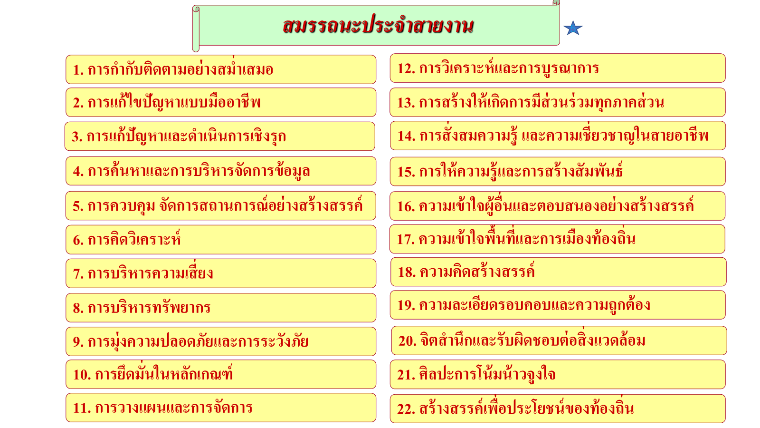 สมรรถนะประจำสายงาน
1. การกำกับติดตามอย่างสม่ำเสมอ
2. การแก้ไขปัญหาแบบมืออาชีพ
3. การแก้ปัญหาและดำเนินการเชิงรุก
4. การค้นหาและการบริหารจัดการข้อมูล
5. การควบคุม จัดการสถานการณ์อย่างสร้างสรรค์
6. การคิดวิเคราะห์
7. การบริหารความเสี่ยง
8. การบริหารทรัพยากร
9. การมุ่งความปลอดภัยและการระวังภัย
10. การยึดมั่นในหลักเกณฑ์
11. การวางแผนและการจัดการ
12. การวิเคราะห์และการบูรณาการ
13. การสร้างให้เกิดการมีส่วนร่วมทุกภาคส่วน
14. การสั่งสมความรู้ และความเชี่ยวชาญในสายอาชีพ
15. การให้ความรู้และการสร้างสัมพันธ์
16. ความเข้าใจผู้อื่นและตอบสนองอย่างสร้างสรรค์
17. ความเข้าใจพื้นที่และการเมืองท้องถิ่น
18. ความคิดสร้างสรรค์
19. ความละเอียดรอบคอบและความถูกต้อง
20. จิตสำนึกและรับผิดชอบต่อสิ่งแวดล้อม
21. ศิลปะการโน้มน้าวจูงใจ
22. สร้างสรรค์เพื่อประโยชน์ของท้องถิ่น